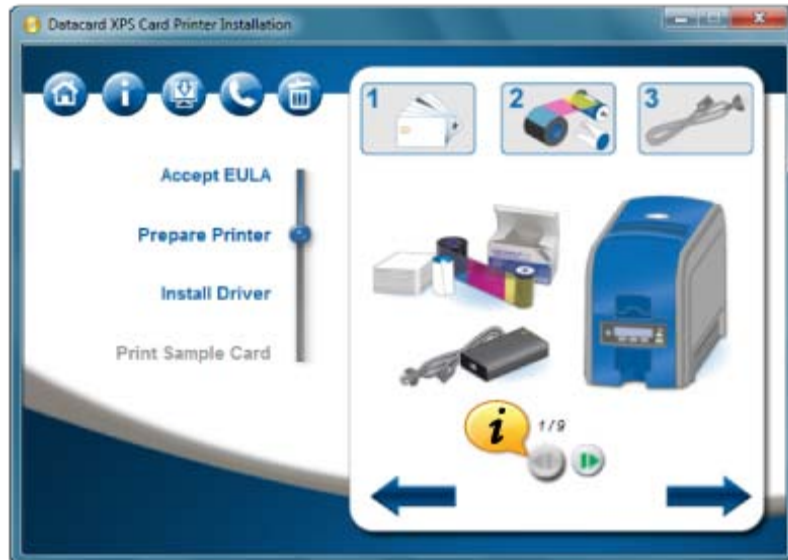 Datacard XPS Card Printer Installation
1
2
3
Accept EULA
Prepare Printer
Install Driver
Print Sample Card
i
1/9